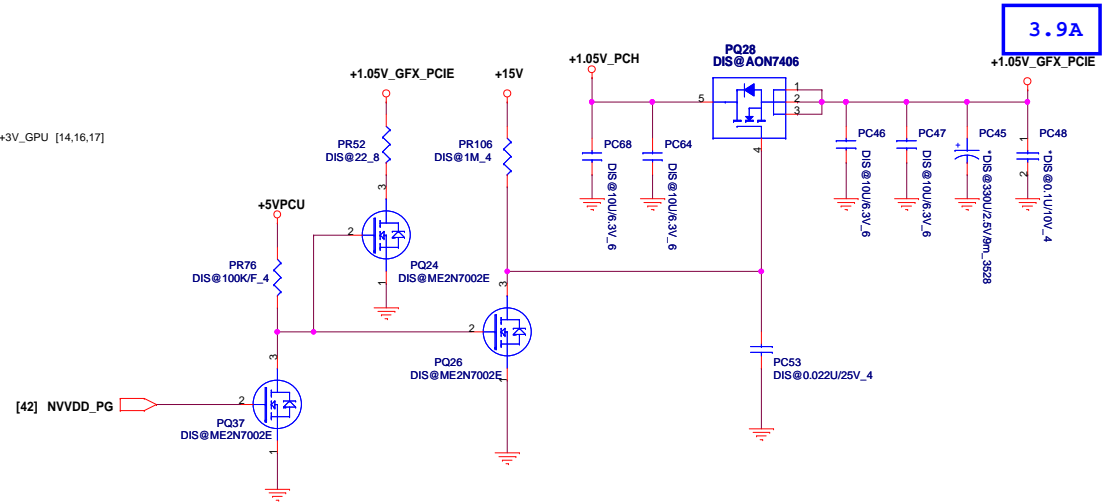 3.9A
+1.05V_GFX_PCIE
+15V
+1.05V_PCH
PQ28
DIS@AON7406
+1.05V_GFX_PCIE
+3V_GPU [14,16,17]
PR52
DIS@22_8
PR106
DIS@1M_4
5
1
2
3
4
PC68
DIS@10U/6.3V_6
PC64
DIS@10U/6.3V_6
PC46
DIS@10U/6.3V_6
PC47
DIS@10U/6.3V_6
+
PC45
*DIS@330U/2.5V/9m_3528
1
2
PC48
*DIS@0.1U/10V_4
+5VPCU
3
2
1
PQ24
DIS@ME2N7002E
PR76
DIS@100K/F_4
3
2
1
PQ26
DIS@ME2N7002E
PC53
DIS@0.022U/25V_4
[42] NVVDD_PG
3
2
1
PQ37
DIS@ME2N7002E